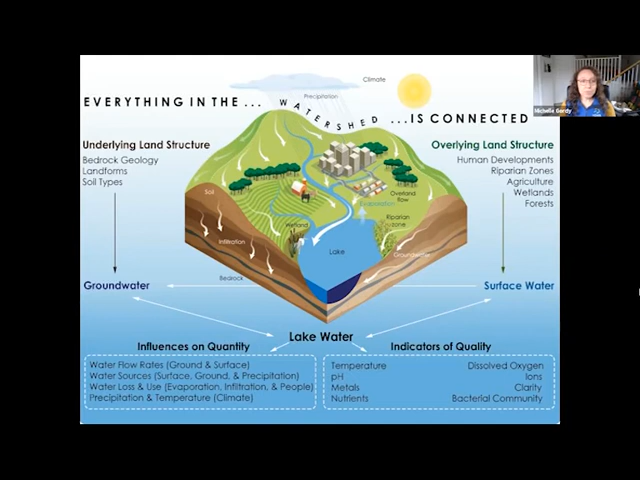 Climate
Precipitation
EVERYTHING IN THE ... WATERSHED ...IS CONNECTED
Michelle Gordy
Underlying Land Structure
Bedrock Geology
Landforms
Soil Types
Overlying Land Structure
Human Developments
Riparian Zones
Agriculture
Wetlands
Forests
Soil
Overland flow
Evaporation
Riparian zone
Wetland
Infiltration
Lake
Groundwater
Bedrock
Groundwater
Surface Water
Lake Water
Influences on Quantity
Water Flow Rates (Ground & Surface)
Water Sources (Surface, Ground, & Precipitation)
Water Loss & Use (Evaporation, Infiltration, & People)
Precipitation & Temperature (Climate)
Indicators of Quality
Temperature
pH
Metals
Nutrients
Dissolved Oxygen
Ions
Clarity
Bacterial Community